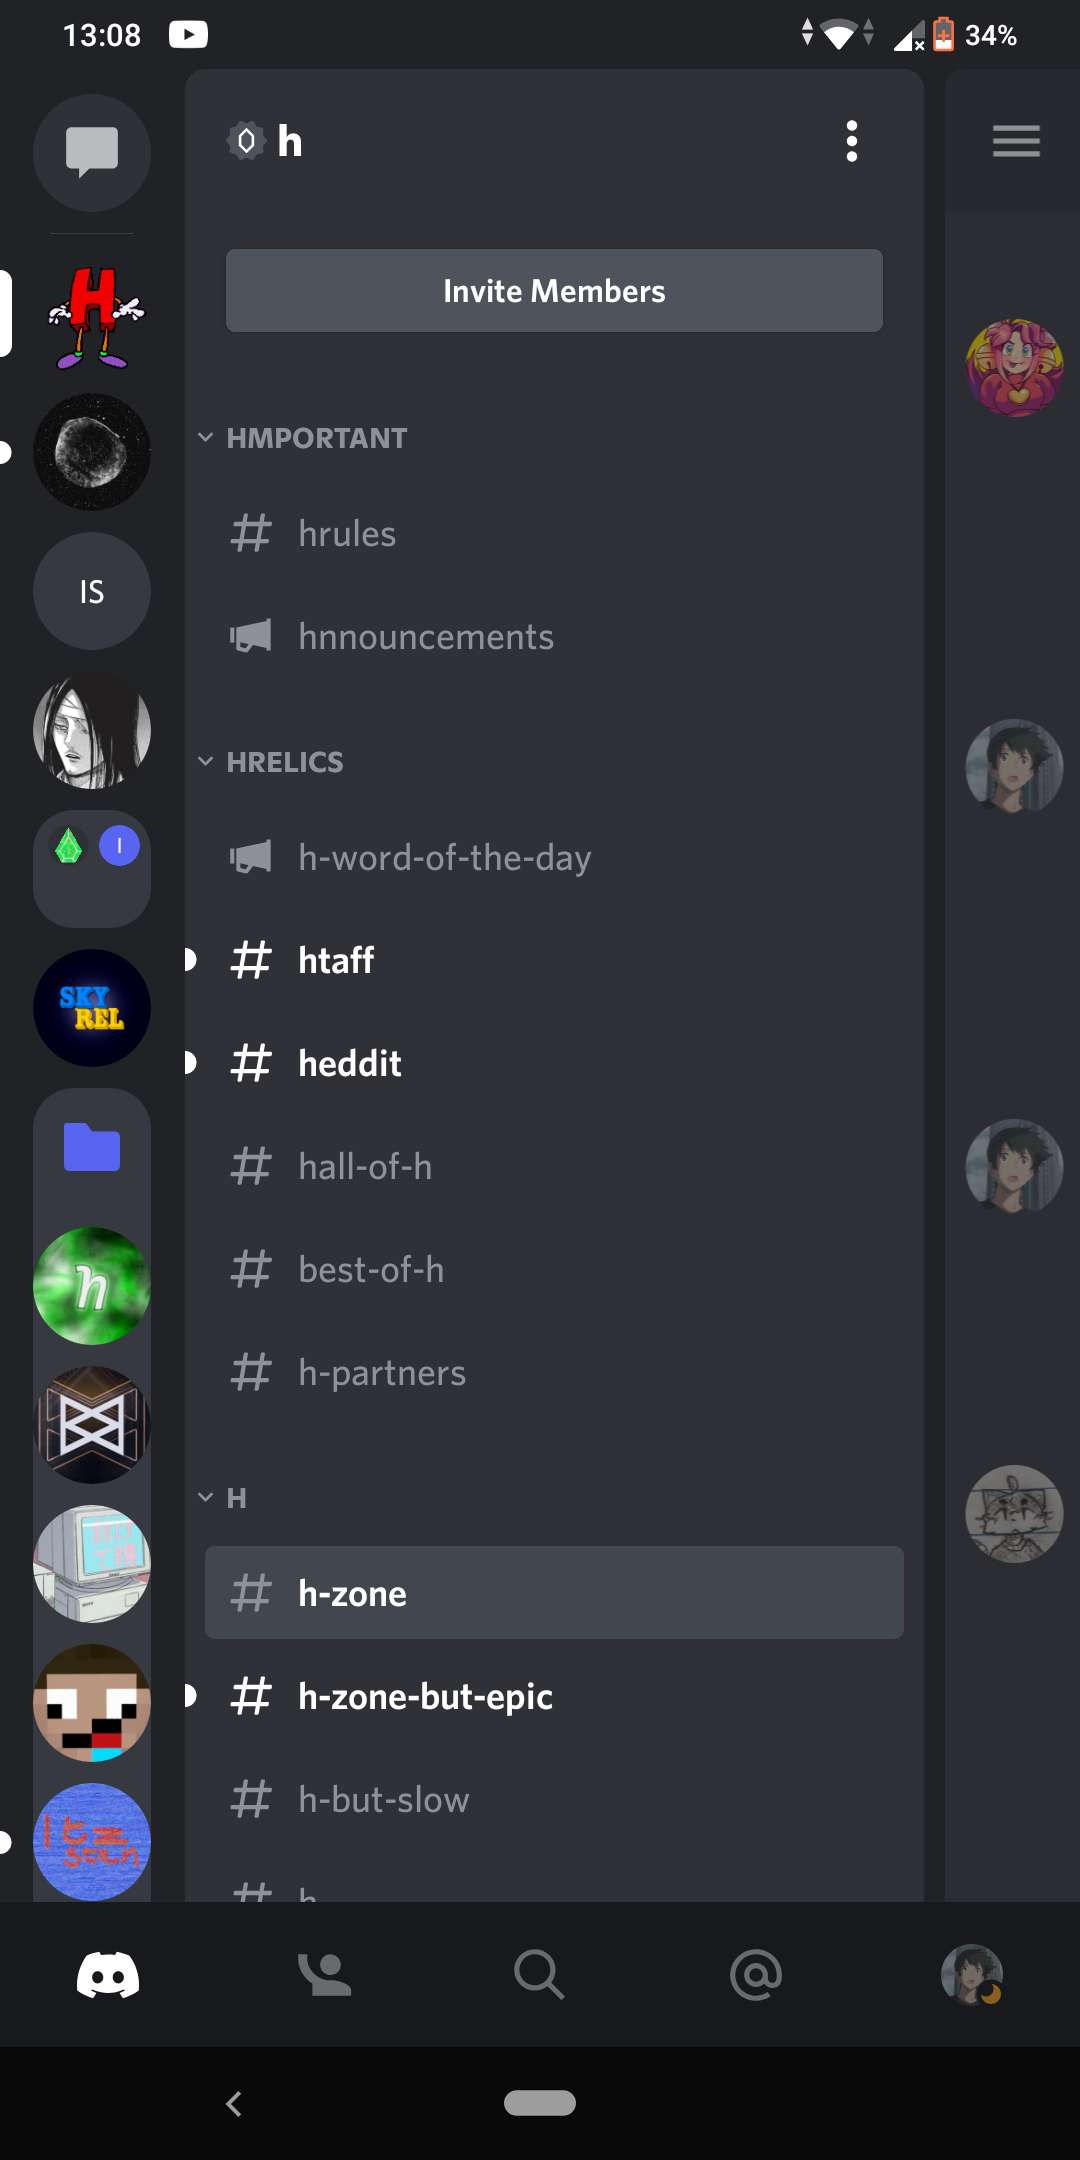 13:08
34%
h
Invite Members
HMPORTANT
hrules
hnnouncements
HRELICS
h-word-of-the-day
htaff
heddit
hall-of-h
best-of-h
h-partners
H
h-zone
h-zone-but-epic
h-but-slow
H
IS
I
SKY
REL
h
Itz